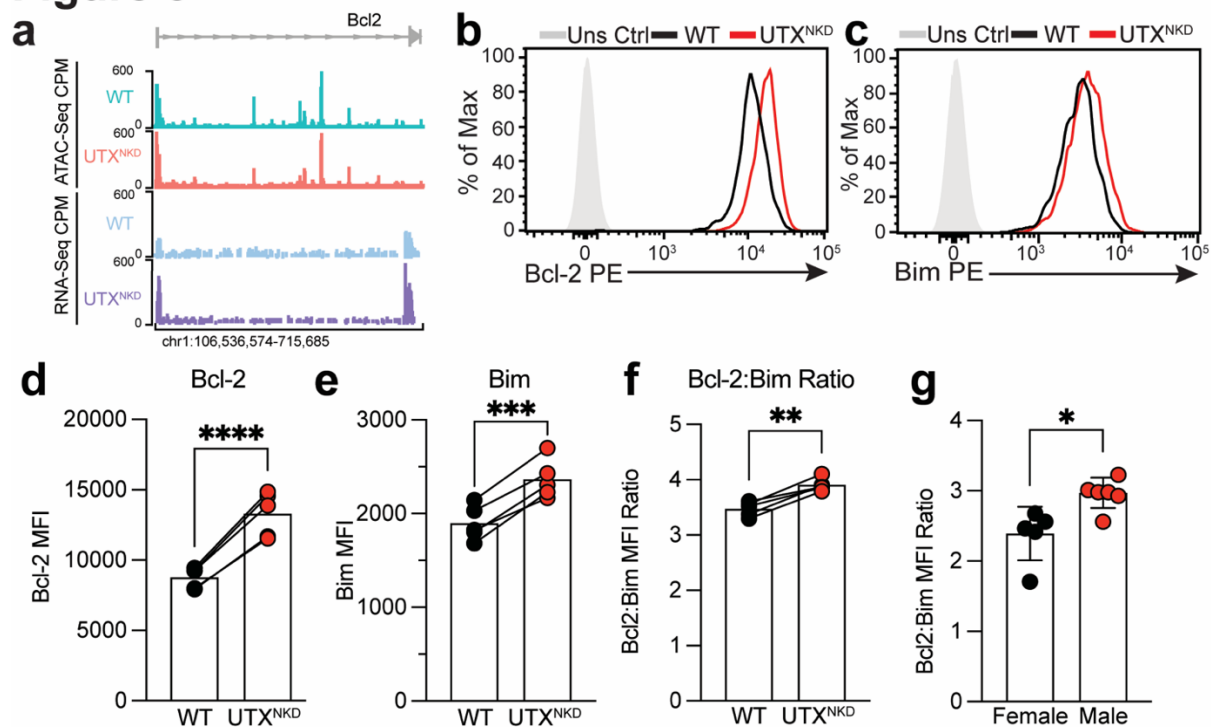 a
Bcl2
ATAC-Seq CPM
600
WT
0
600
UTXNKD
0
RNA-Seq CPM
600
WT
0
600
UTXNKD
0
chr1:106,536,574-715,685
b
Uns Ctrl WT UTXNKD
% of Max
100
80
60
40
20
0
0 10³ 10⁴ 10⁵
Bcl-2 PE
c
Uns Ctrl WT UTXNKD
% of Max
100
80
60
40
20
0
0 10³ 10⁴ 10⁵
Bim PE
d
Bcl-2
****
Bcl-2 MFI
20000
15000
10000
5000
0
WT UTXNKD
e
Bim
***
Bim MFI
3000
2000
1000
0
WT UTXNKD
f
Bcl-2:Bim Ratio
**
Bcl2:Bim MFI Ratio
5
4
3
2
1
0
WT UTXNKD
g
*
Bcl2:Bim MFI Ratio
4
3
2
1
0
Female Male